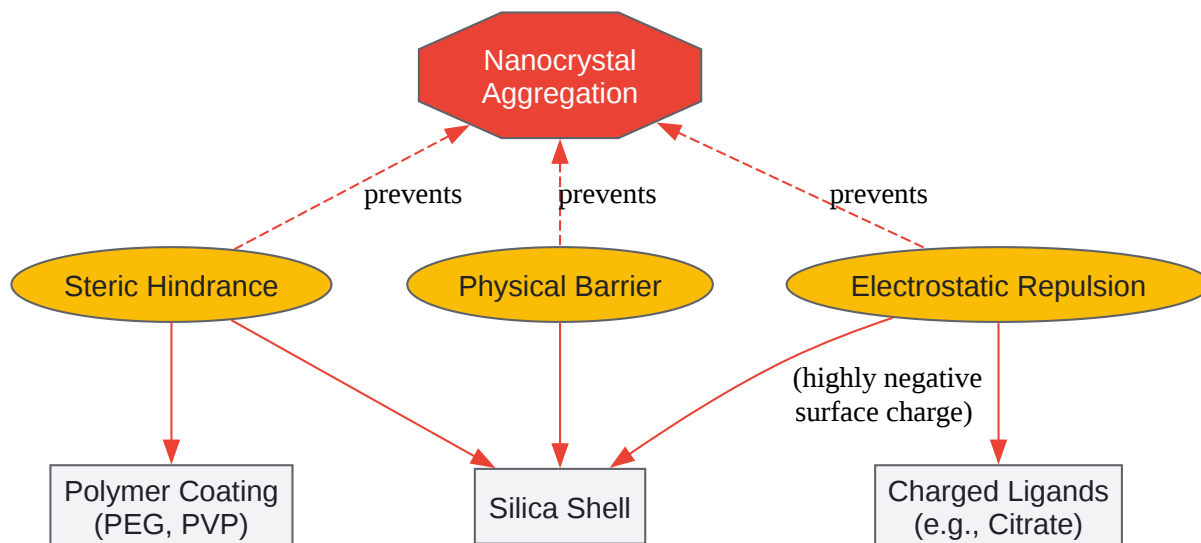 Nanocrystal
Aggregation
prevents
prevents
prevents
Steric Hindrance
Physical Barrier
Electrostatic Repulsion
(highly negative
surface charge)
Polymer Coating
(PEG, PVP)
Silica Shell
Charged Ligands
(e.g., Citrate)